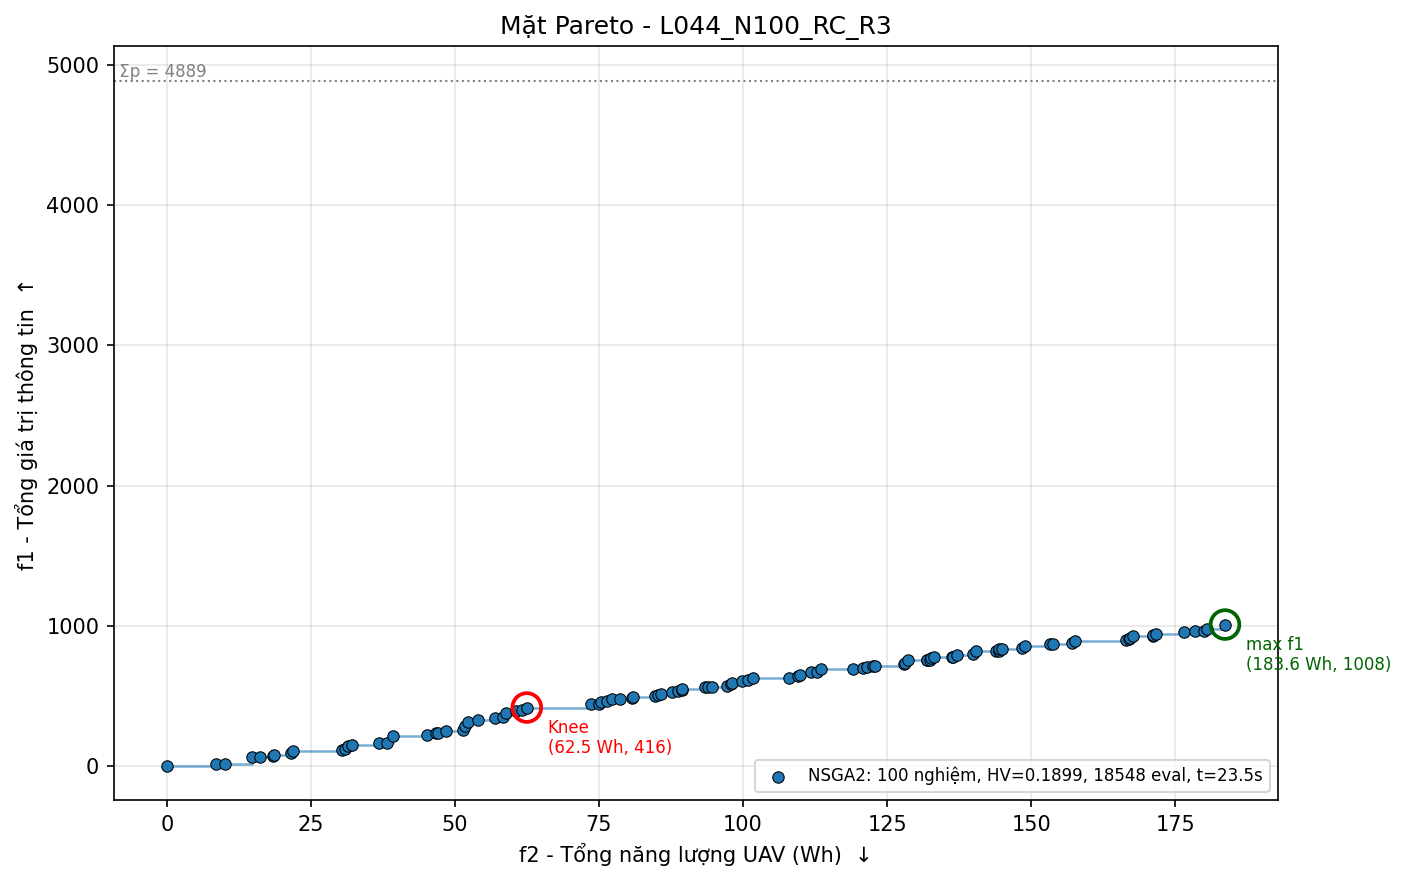 Mặt Pareto - L044_N100_RC_R3
5000
Σp = 4889
4000
3000
2000
1000
0
f1 - Tổng giá trị thông tin ↑
max f1
(183.6 Wh, 1008)
Knee
(62.5 Wh, 416)
NSGA2: 100 nghiệm, HV=0.1899, 18548 eval, t=23.5s
0 25 50 75 100 125 150 175
f2 - Tổng năng lượng UAV (Wh) ↓